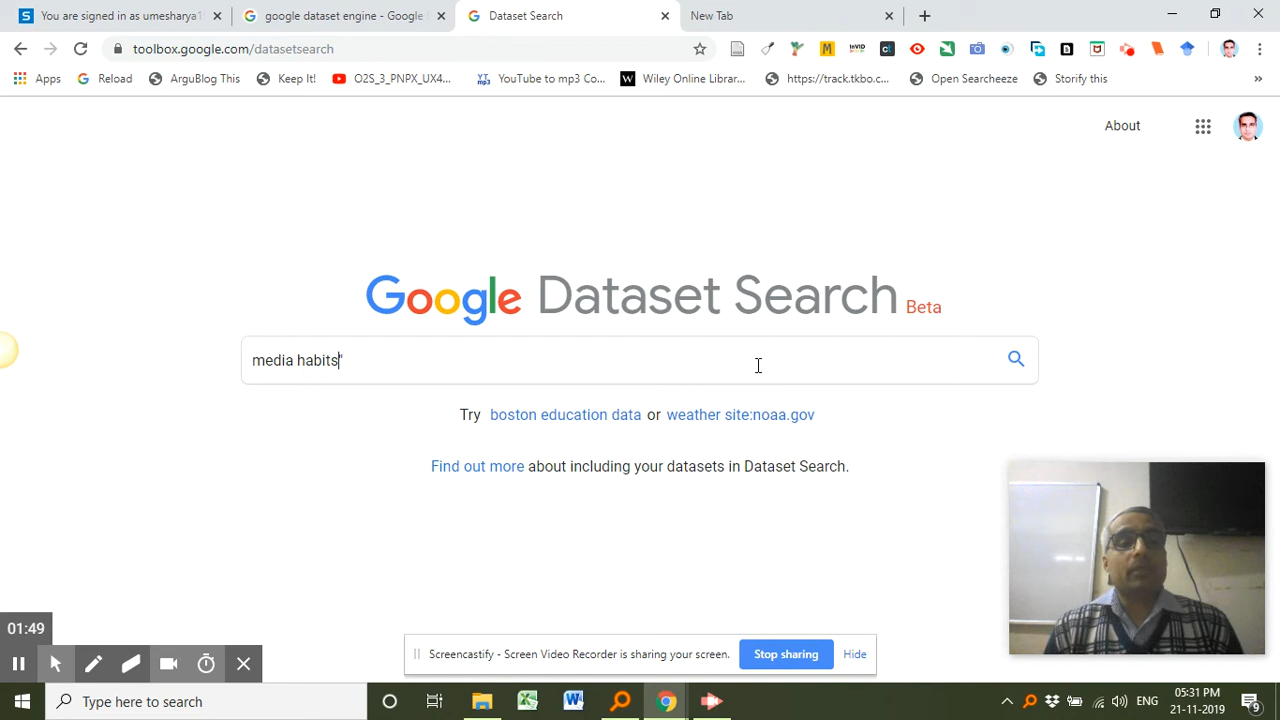 You are signed in as umesharya1
google dataset engine - Google
Dataset Search
New Tab
toolbox.google.com/datasetsearch
Apps
Reload
ArguBlog This
Keep It!
O2S_3_PNPX_UX4...
YouTube to mp3 Co...
Wiley Online Librar...
https://track.tkbo.c...
Open Searcheeze
Storify this
About
Google Dataset Search Beta
media habits"
Try boston education data or weather site:noaa.gov
Find out more about including your datasets in Dataset Search.
01:49
Screencastify - Screen Video Recorder is sharing your screen.
Stop sharing
Hide
Type here to search
ENG
05:31 PM
21-11-2019
9